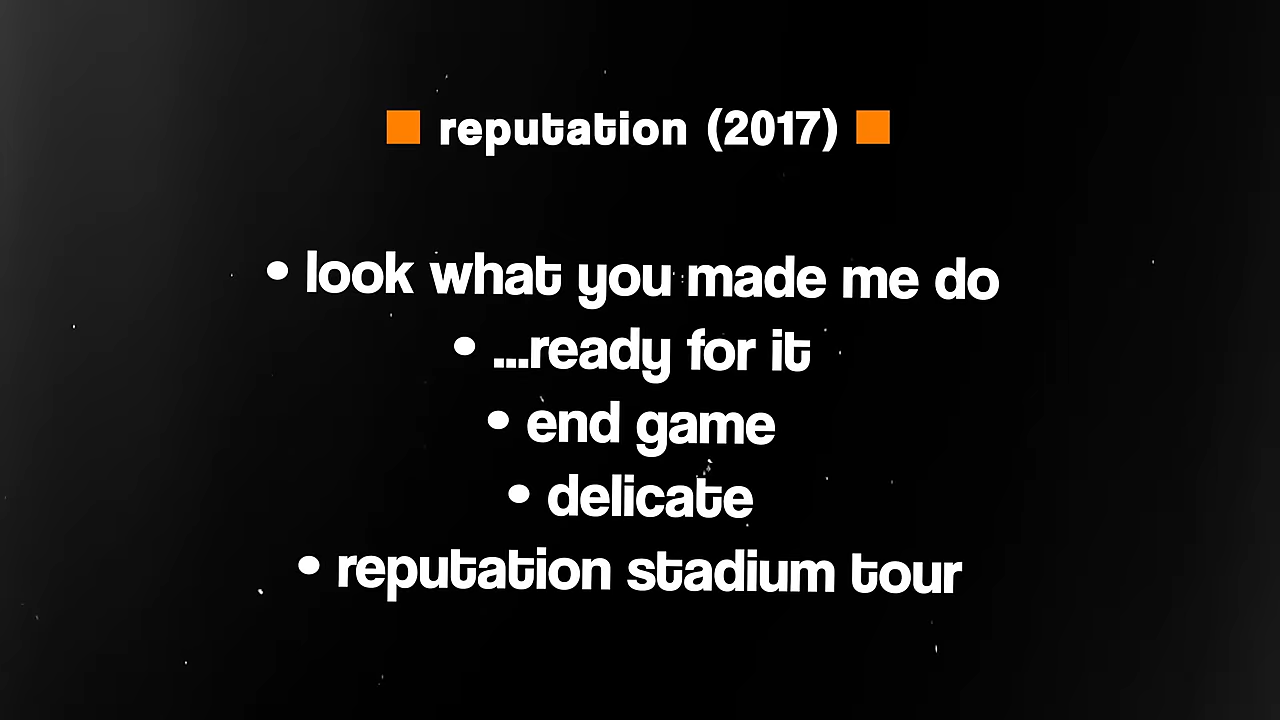 reputation (2017)
• look what you made me do
• ...ready for it
• end game
• delicate
• reputation stadium tour